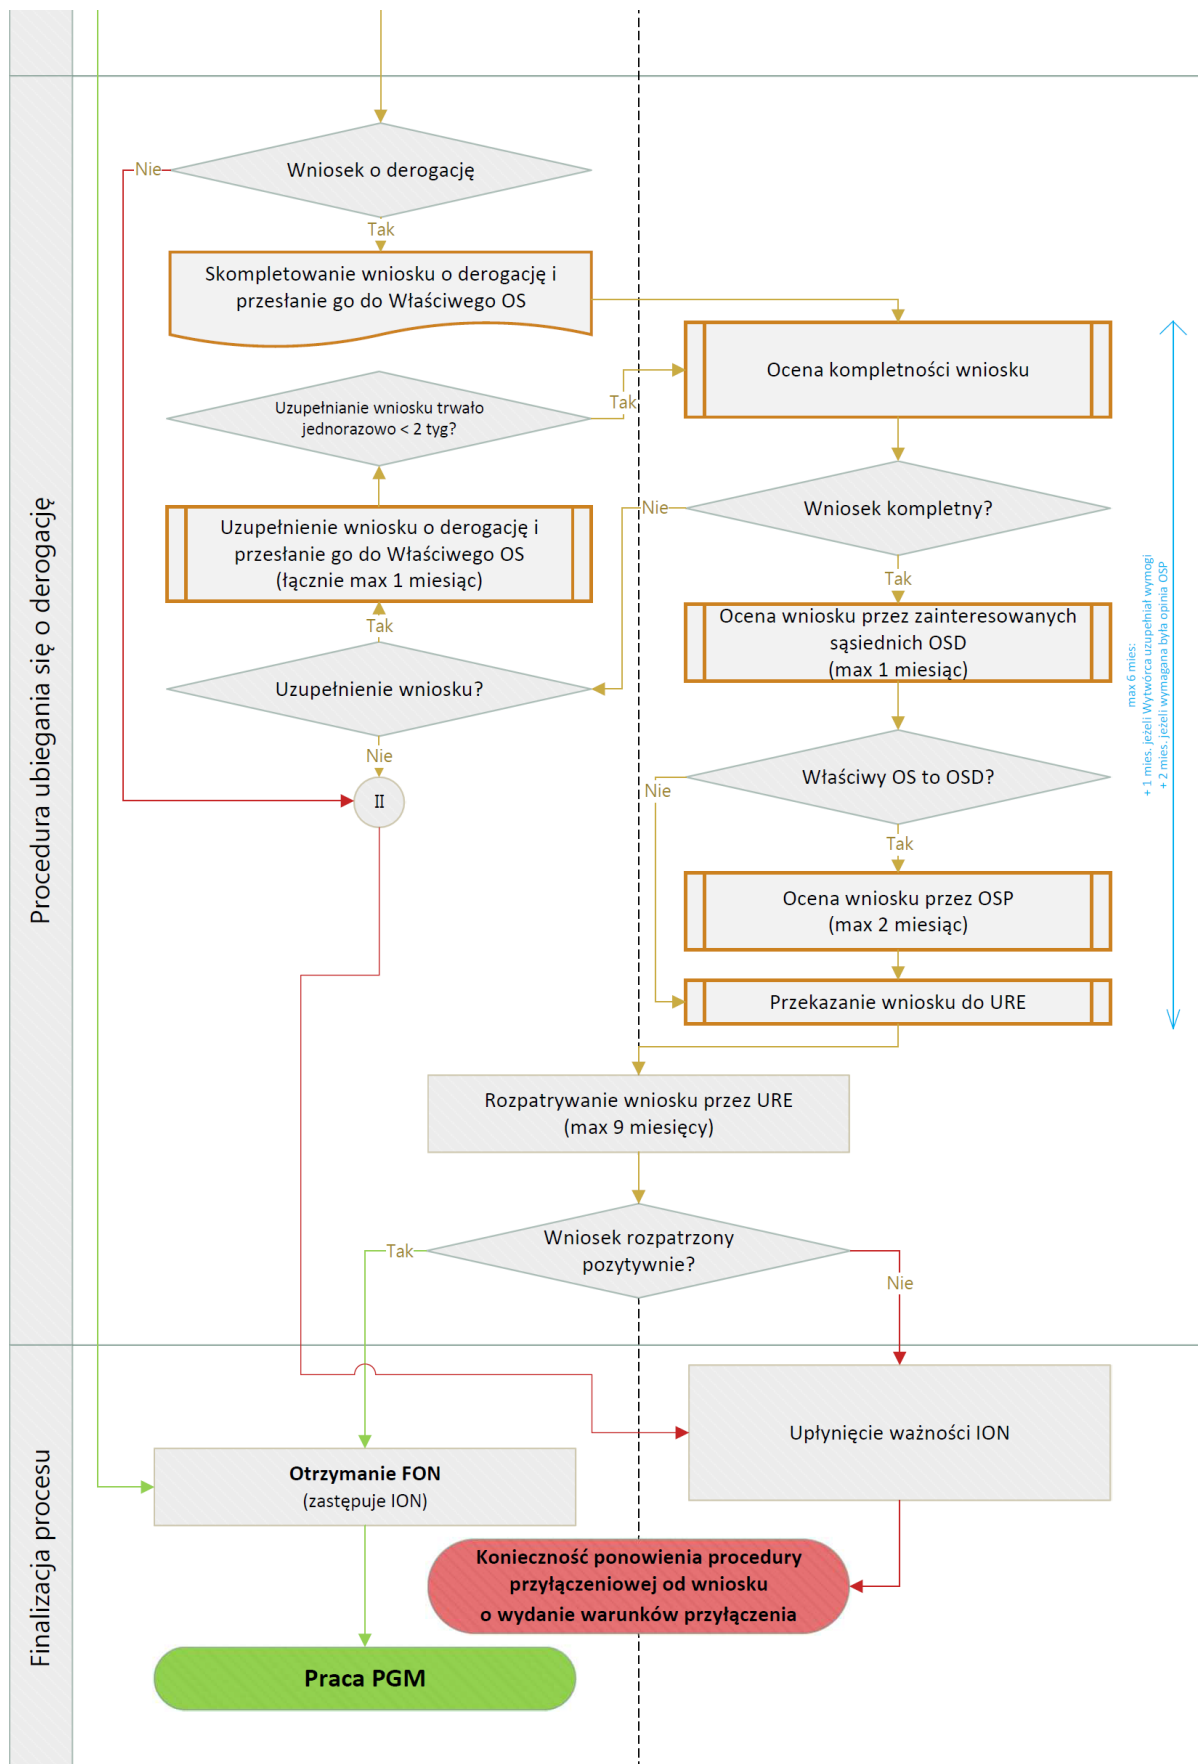 Procedura ubiegania się o derogację
Wniosek o derogację
Nie
Tak
Skompletowanie wniosku o derogację i
przesłanie go do Właściwego OS
Ocena kompletności wniosku
Uzupełnianie wniosku trwało
jednorazowo < 2 tyg?
Tak
Wniosek kompletny?
Nie
Tak
Uzupełnienie wniosku o derogację i
przesłanie go do Właściwego OS
(łącznie max 1 miesiąc)
Tak
Uzupełnienie wniosku?
Nie
II
Ocena wniosku przez zainteresowanych
sąsiednich OSD
(max 1 miesiąc)
Właściwy OS to OSD?
Nie
Tak
Ocena wniosku przez OSP
(max 2 miesiąc)
Przekazanie wniosku do URE
max 6 mies:
+ 1 mies. jeżeli Wytwórca uzupełniał wymogi
+ 2 mies. jeżeli wymagana była opinia OSP
Rozpatrywanie wniosku przez URE
(max 9 miesięcy)
Wniosek rozpatrzony
pozytywnie?
Tak
Nie
Finalizacja procesu
Upłynięcie ważności ION
Otrzymanie FON
(zastępuje ION)
Konieczność ponowienia procedury
przyłączeniowej od wniosku
o wydanie warunków przyłączenia
Praca PGM